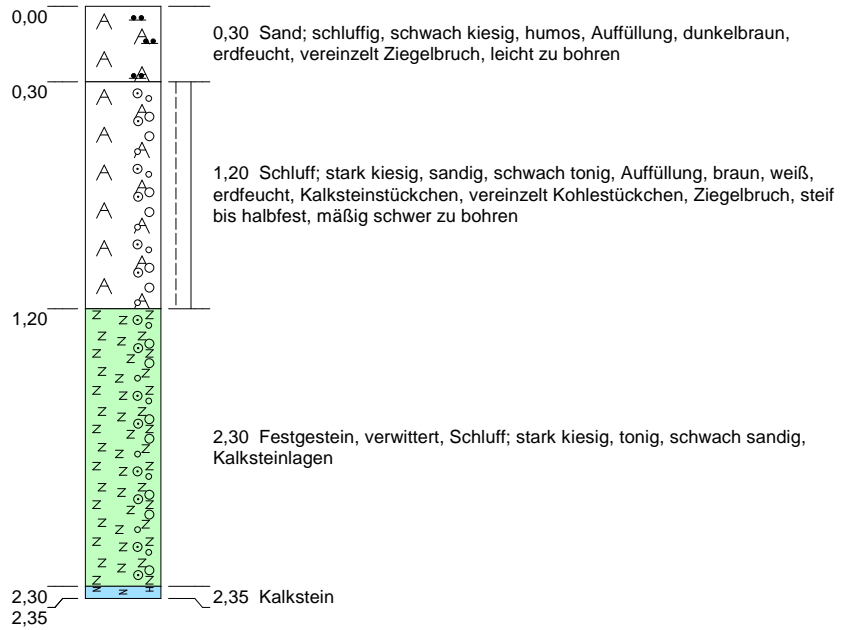 0,00
0,30 Sand; schluffig, schwach kiesig, humos, Auffüllung, dunkelbraun,
erdfeucht, vereinzelt Ziegelbruch, leicht zu bohren
0,30
1,20 Schluff; stark kiesig, sandig, schwach tonig, Auffüllung, braun, weiß,
erdfeucht, Kalksteinstückchen, vereinzelt Kohlestückchen, Ziegelbruch, steif
bis halbfest, mäßig schwer zu bohren
1,20
2,30 Festgestein, verwittert, Schluff; stark kiesig, tonig, schwach sandig,
Kalksteinlagen
2,30
2,35 Kalkstein
2,35